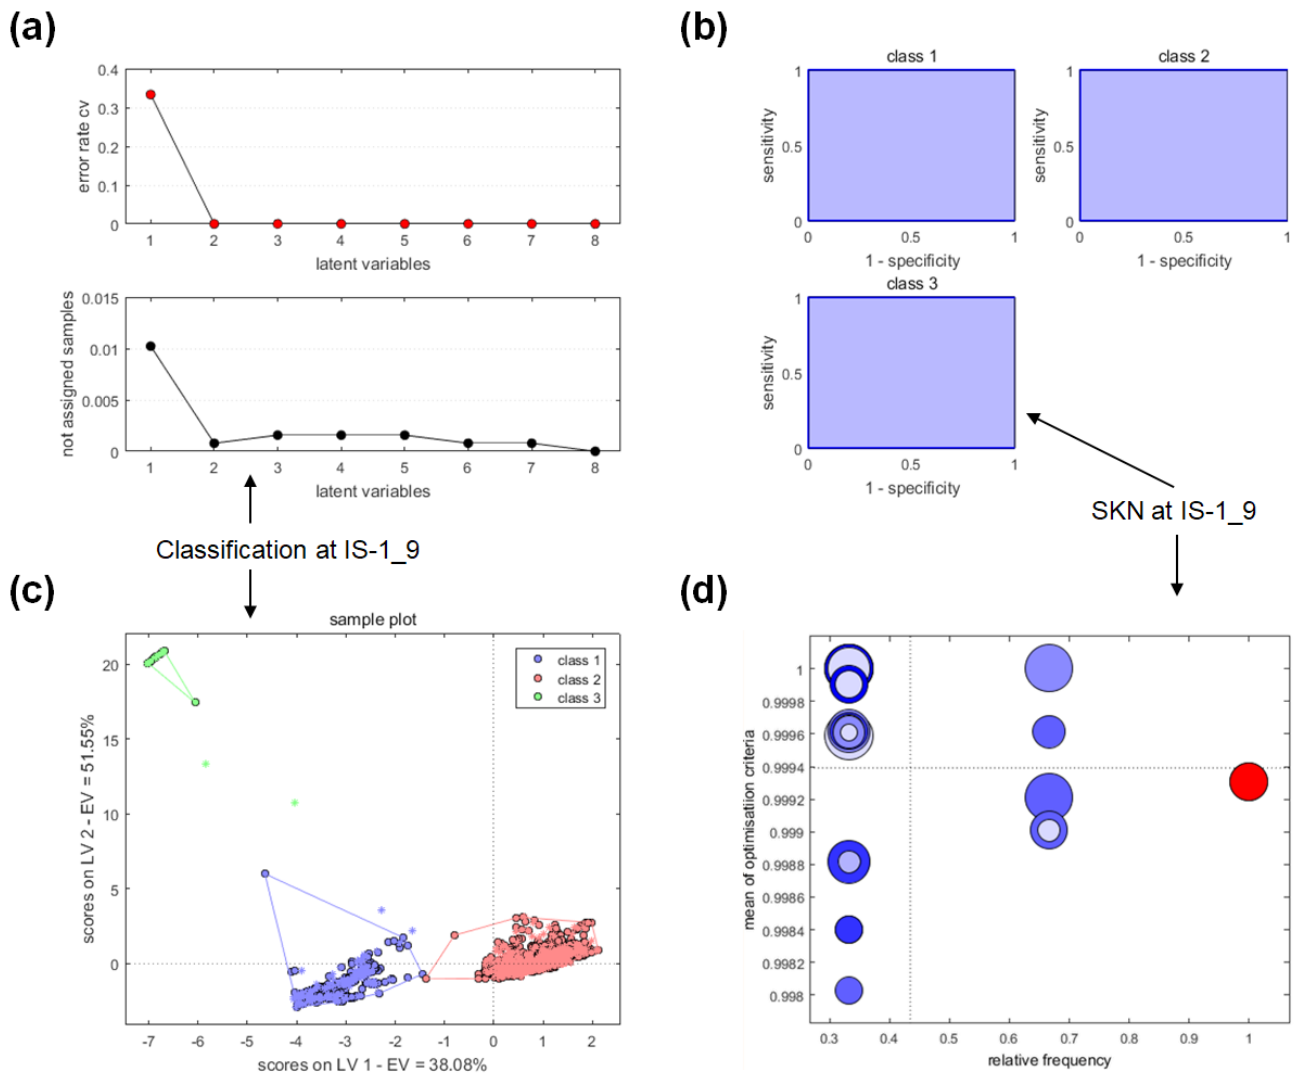 (a)
0.4
0.3
0.2
0.1
0
error rate cv
1 2 3 4 5 6 7 8
latent variables
0.015
0.01
0.005
0
not assigned samples
1 2 3 4 5 6 7 8
latent variables
Classification at IS-1_9
(b)
class 1
1
0.5
0
sensitivity
0 0.5 1
1 - specificity
class 2
1
0.5
0
sensitivity
0 0.5 1
1 - specificity
class 3
1
0.5
0
sensitivity
0 0.5 1
1 - specificity
SKN at IS-1_9
(c)
sample plot
class 1
class 2
class 3
20
15
10
5
0
scores on LV 2 - EV = 51.55%
-7 -6 -5 -4 -3 -2 -1 0 1 2
scores on LV 1 - EV = 38.08%
(d)
1
0.9998
0.9996
0.9994
0.9992
0.999
0.9988
0.9986
0.9984
0.9982
0.998
mean of optimisatiion criteria
0.3 0.4 0.5 0.6 0.7 0.8 0.9 1
relative frequency